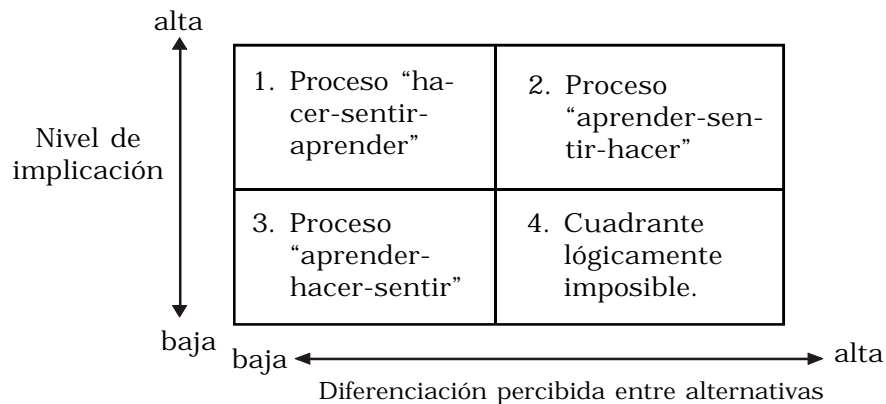 alta
1. Proceso “ha-
cer-sentir-
aprender”
2. Proceso
“aprender-sen-
tir-hacer”
Nivel de
implicación
3. Proceso
“aprender-
hacer-sentir”
4. Cuadrante
lógicamente
imposible.
baja
baja
alta
Diferenciación percibida entre alternativas